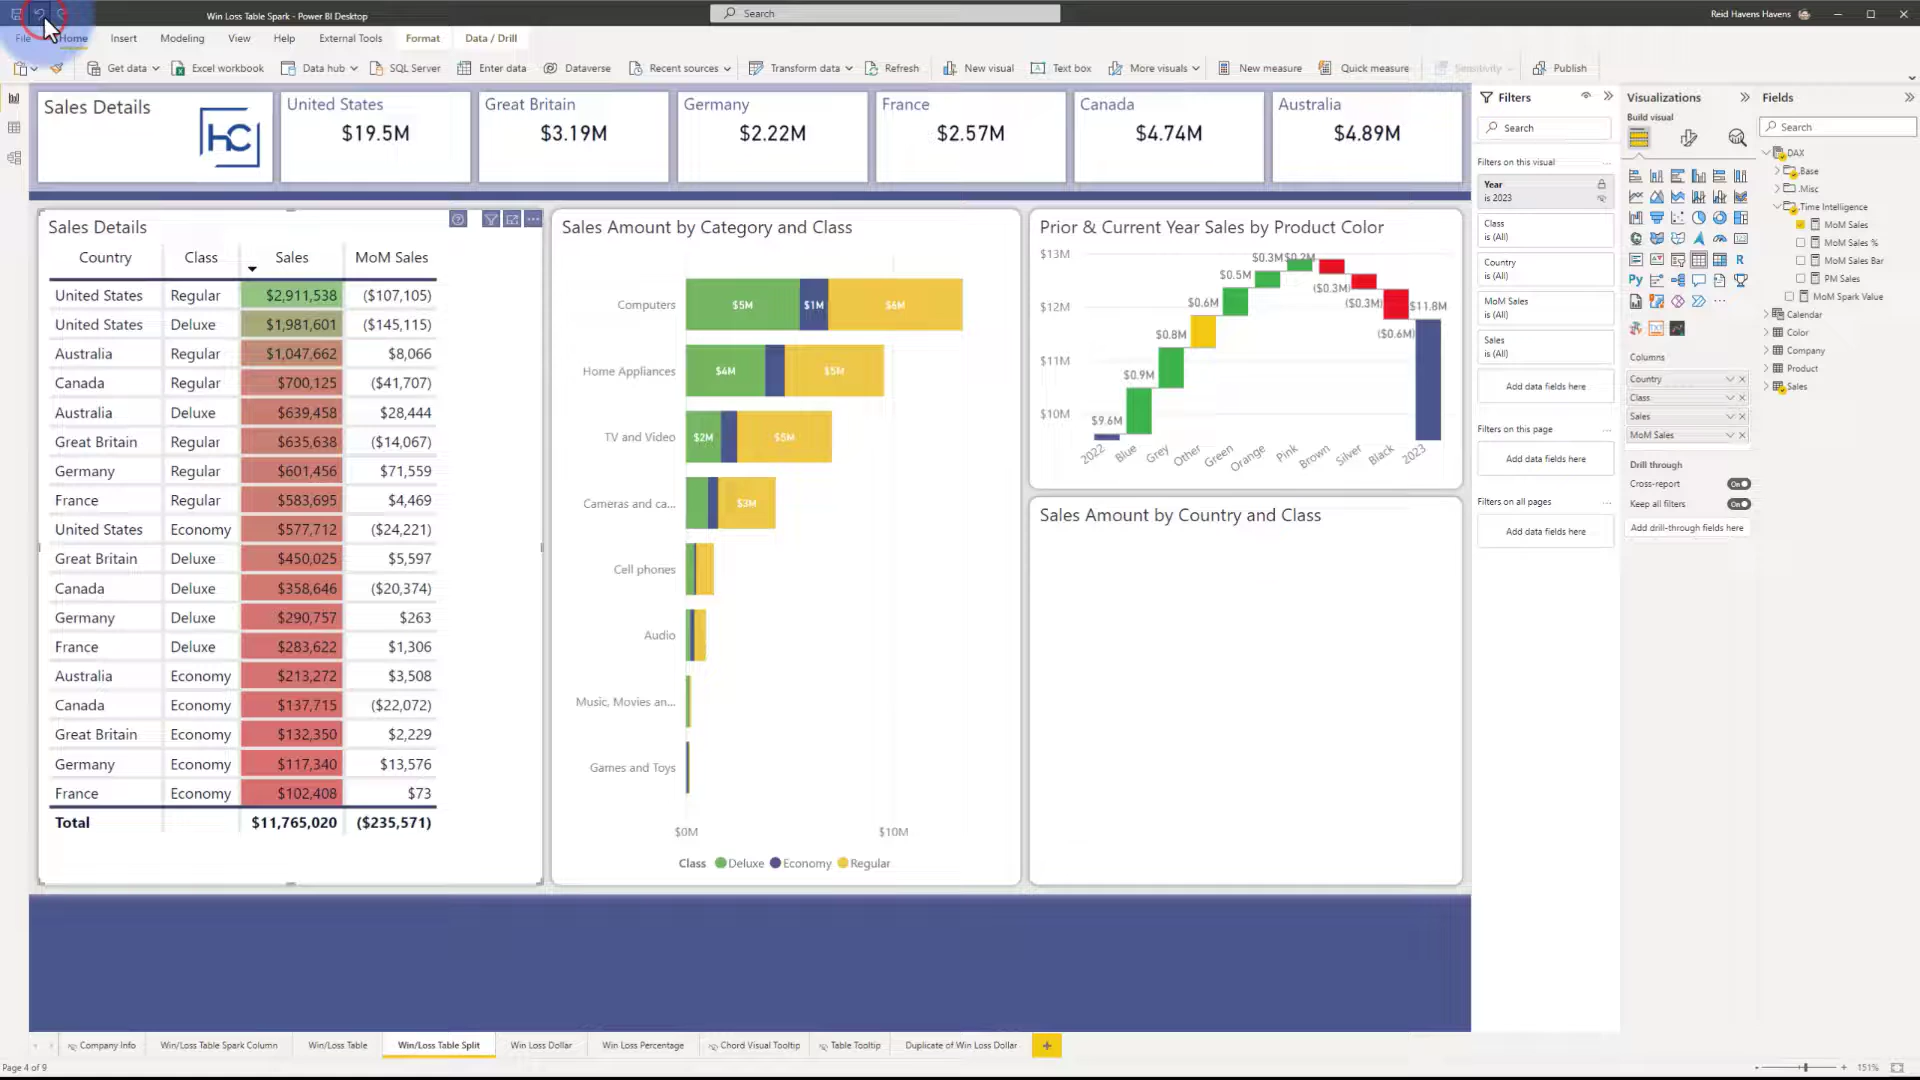 Win Loss Table Spark - Power BI Desktop
Search
Reid Havens Havens
File
Home
Insert
Modeling
View
Help
External Tools
Format
Data / Drill
Get data
Excel workbook
Data hub
SQL Server
Enter data
Dataverse
Recent sources
Transform data
Refresh
New visual
Text box
More visuals
New measure
Quick measure
Sensitivity
Publish
Sales Details
HC
United States
$19.5M
Great Britain
$3.19M
Germany
$2.22M
France
$2.57M
Canada
$4.74M
Australia
$4.89M
Sales Details
Country Class Sales MoM Sales
United States Regular $2,911,538 ($107,105)
United States Deluxe $1,981,601 ($145,115)
Australia Regular $1,047,662 $8,066
Canada Regular $700,125 ($41,707)
Australia Deluxe $639,458 $28,444
Great Britain Regular $635,638 ($14,067)
Germany Regular $601,456 $71,559
France Regular $583,695 $4,469
United States Economy $577,712 ($24,221)
Great Britain Deluxe $450,025 $5,597
Canada Deluxe $358,646 ($20,374)
Germany Deluxe $290,757 $263
France Deluxe $283,622 $1,306
Australia Economy $213,272 $3,508
Canada Economy $137,715 ($22,072)
Great Britain Economy $132,350 $2,229
Germany Economy $117,340 $13,576
France Economy $102,408 $73
Total $11,765,020 ($235,571)
Sales Amount by Category and Class
Computers $5M $1M $6M
Home Appliances $4M $5M
TV and Video $2M $5M
Cameras and ca... $3M
Cell phones
Audio
Music, Movies an...
Games and Toys
$0M $10M
Class Deluxe Economy Regular
Prior & Current Year Sales by Product Color
$13M
$12M
$11M
$10M
$9.6M
$0.9M
$0.8M
$0.6M
$0.5M
$0.3M
$0.2M
($0.3M)
($0.3M)
($0.6M)
$11.8M
2022 Blue Grey Other Green Orange Pink Brown Silver Black 2023
Sales Amount by Country and Class
Filters
Search
Filters on this visual
Year
is 2023
Class
is (All)
Country
is (All)
MoM Sales
is (All)
Sales
is (All)
Add data fields here
Filters on this page
Add data fields here
Filters on all pages
Add data fields here
Visualizations
Build visual
Columns
Country
Class
Sales
MoM Sales
Drill through
Cross-report
On
Keep all filters
On
Add drill-through fields here
Fields
Search
DAX
.Base
.Misc
.Time Intelligence
MoM Sales
MoM Sales %
MoM Sales Bar
PM Sales
MoM Spark Value
Calendar
Color
Company
Product
Sales
Company Info
Win/Loss Table Spark Column
Win/Loss Table
Win/Loss Table Split
Win Loss Dollar
Win Loss Percentage
Chord Visual Tooltip
Table Tooltip
Duplicate of Win Loss Dollar
Page 4 of 9
151%